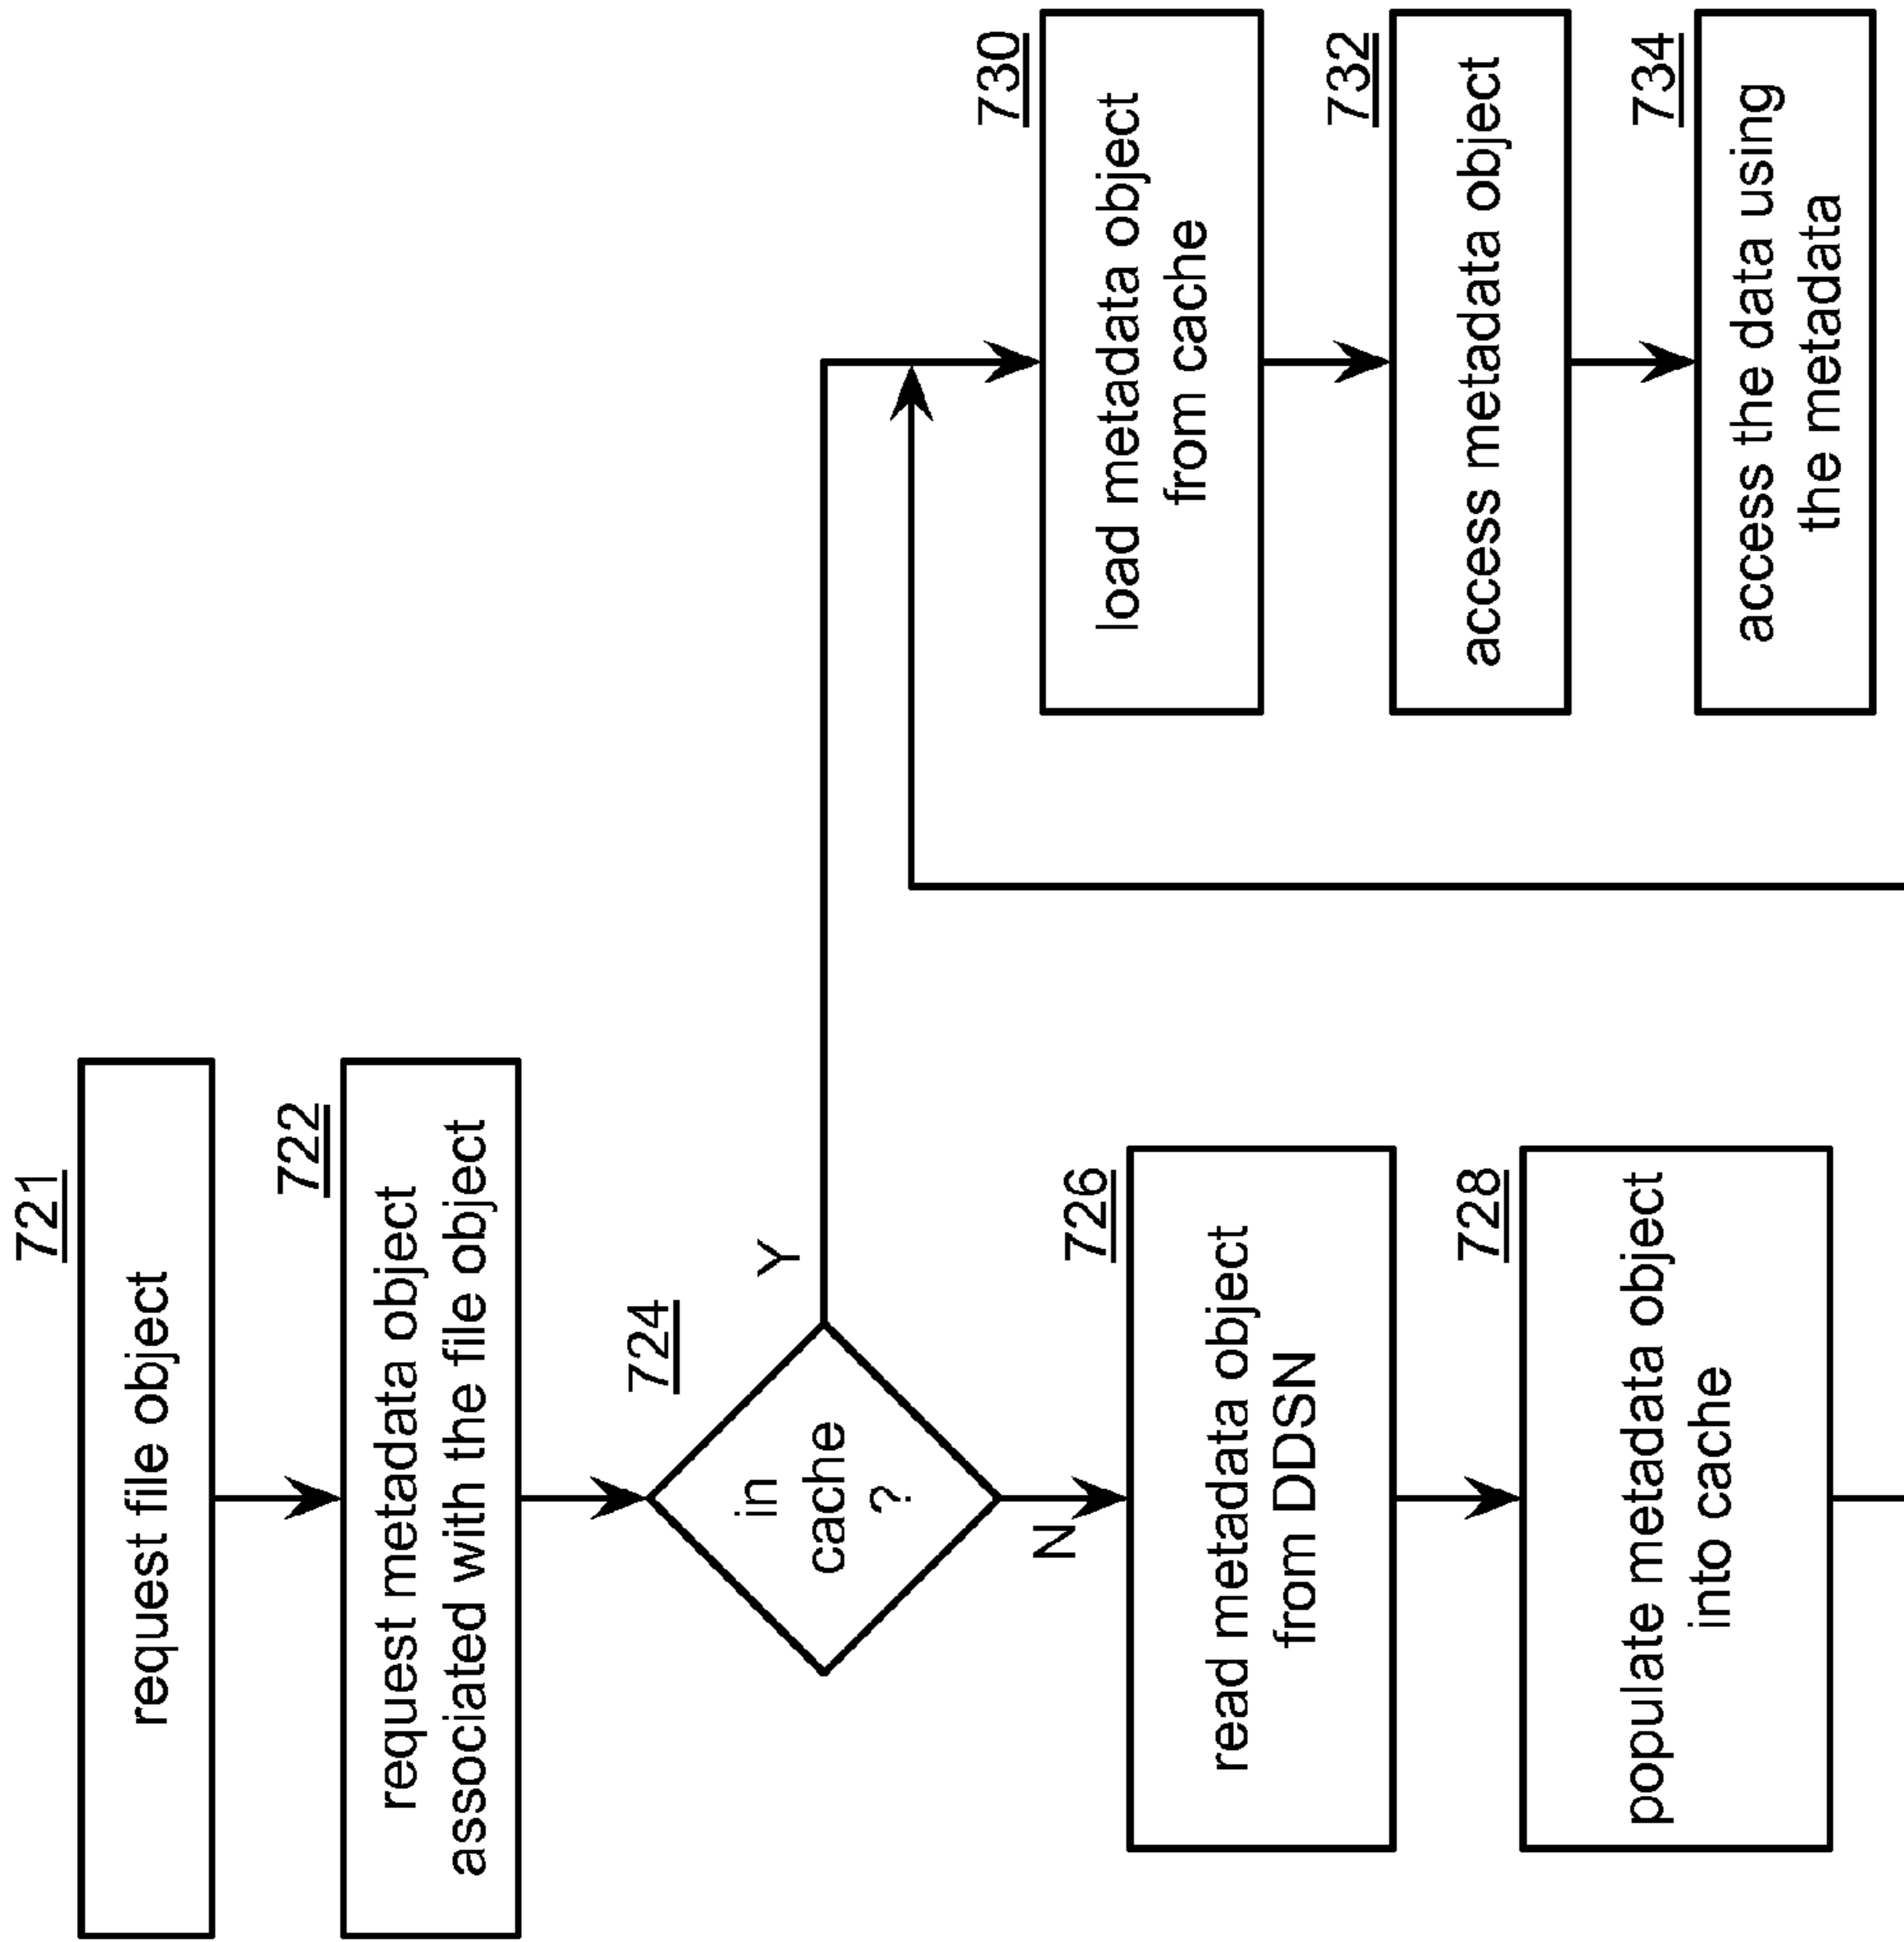 721
request file object
722
request metadata object
associated with the file object
724
in
cache
?
Y
N
726
read metadata object
from DDSN
728
populate metadata object
into cache
730
load metadata object
from cache
732
access metadata object
734
access the data using
the metadata